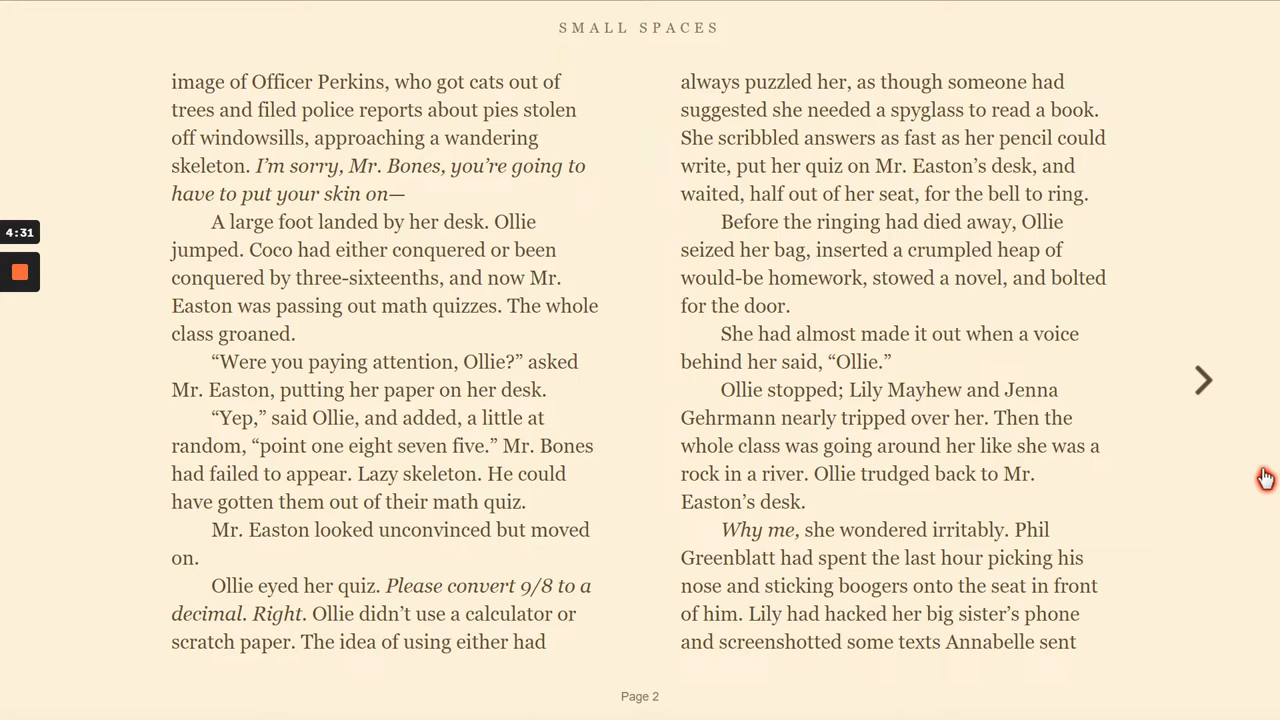 SMALL SPACES
image of Officer Perkins, who got cats out of
trees and filed police reports about pies stolen
off windowsills, approaching a wandering
skeleton. I’m sorry, Mr. Bones, you’re going to
have to put your skin on—
A large foot landed by her desk. Ollie
jumped. Coco had either conquered or been
conquered by three-sixteenths, and now Mr.
Easton was passing out math quizzes. The whole
class groaned.
“Were you paying attention, Ollie?” asked
Mr. Easton, putting her paper on her desk.
“Yep,” said Ollie, and added, a little at
random, “point one eight seven five.” Mr. Bones
had failed to appear. Lazy skeleton. He could
have gotten them out of their math quiz.
Mr. Easton looked unconvinced but moved
on.
Ollie eyed her quiz. Please convert 9/8 to a
decimal. Right. Ollie didn’t use a calculator or
scratch paper. The idea of using either had
always puzzled her, as though someone had
suggested she needed a spyglass to read a book.
She scribbled answers as fast as her pencil could
write, put her quiz on Mr. Easton’s desk, and
waited, half out of her seat, for the bell to ring.
Before the ringing had died away, Ollie
seized her bag, inserted a crumpled heap of
would-be homework, stowed a novel, and bolted
for the door.
She had almost made it out when a voice
behind her said, “Ollie.”
Ollie stopped; Lily Mayhew and Jenna
Gehrmann nearly tripped over her. Then the
whole class was going around her like she was a
rock in a river. Ollie trudged back to Mr.
Easton’s desk.
Why me, she wondered irritably. Phil
Greenblatt had spent the last hour picking his
nose and sticking boogers onto the seat in front
of him. Lily had hacked her big sister’s phone
and screenshotted some texts Annabelle sent
4:31
Page 2